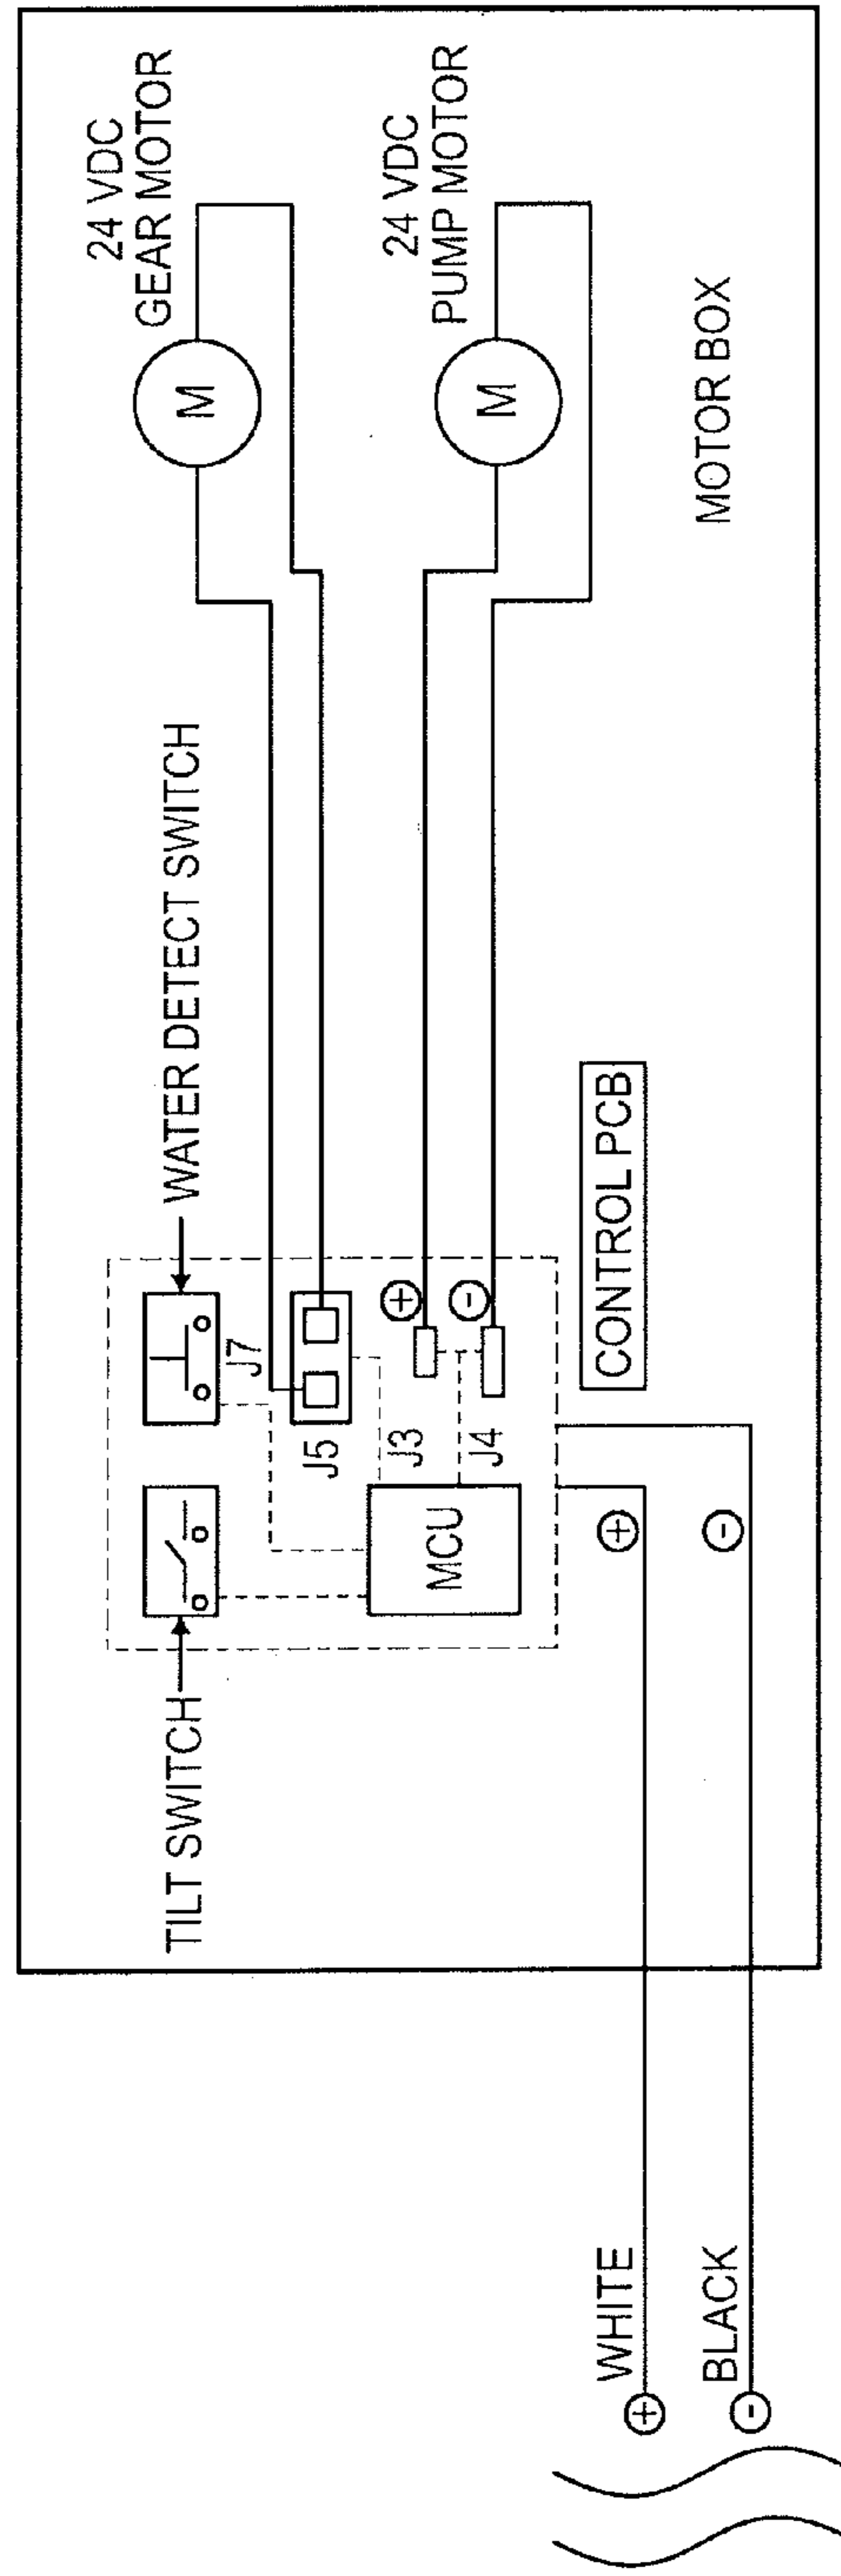 24 VDC
GEAR MOTOR
WATER DETECT SWITCH
TILT SWITCH
M
J7
J5
24 VDC
PUMP MOTOR
M
+
-
J3
J4
MCU
CONTROL PCB
MOTOR BOX
+
-
WHITE
+
BLACK
-